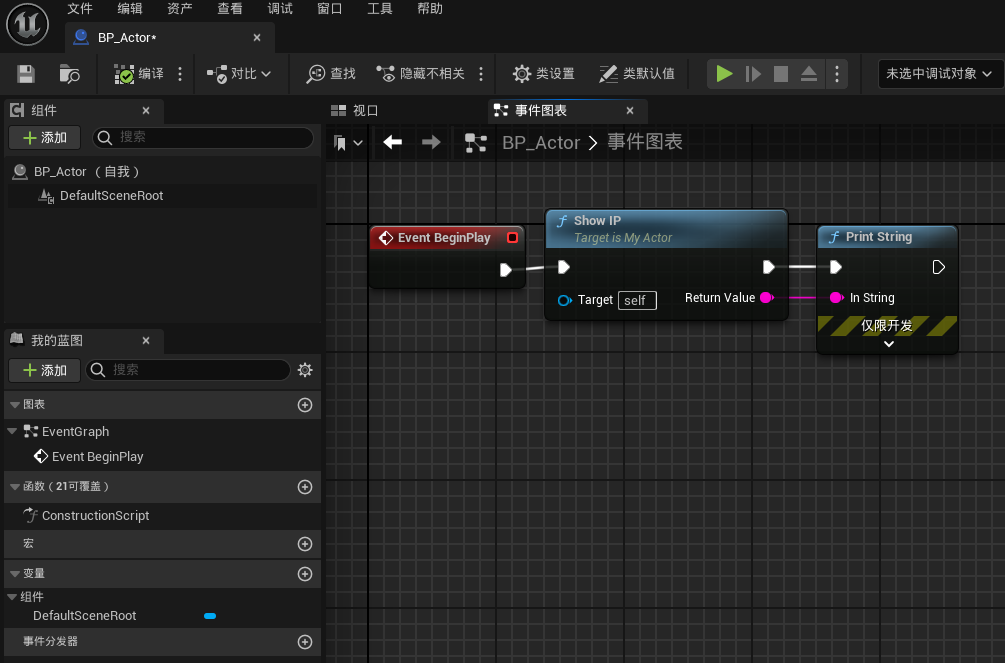 文件 编辑 资产 查看 调试 窗口 工具 帮助
BP_Actor*
编译 对比 查找 隐藏不相关 类设置 类默认值 未选中调试对象
组件
视口
事件图表
添加
搜索
BP_Actor
事件图表
BP_Actor （自我）
DefaultSceneRoot
Event BeginPlay
Show IP
Target is My Actor
Target
self
Return Value
Print String
In String
仅限开发
我的蓝图
添加
搜索
图表
EventGraph
Event BeginPlay
函数（21可覆盖）
ConstructionScript
宏
变量
组件
DefaultSceneRoot
事件分发器